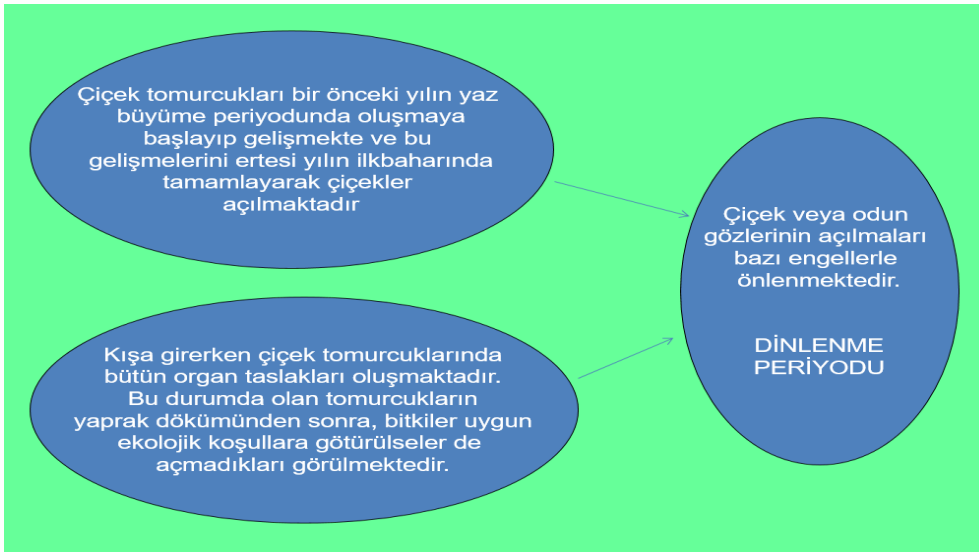 Çiçek tomurcukları bir önceki yılın yaz
büyüme periyodunda oluşmaya
başlayıp gelişmekte ve bu
gelişmelerini ertesi yılın ilkbaharında
tamamlayarak çiçekler
açılmaktadır
Kışa girerken çiçek tomurcuklarında
bütün organ taslakları oluşmaktadır.
Bu durumda olan tomurcukların
yaprak dökümünden sonra, bitkiler uygun
ekolojik koşullara götürülseler de
açmadıkları görülmektedir.
Çiçek veya odun
gözlerinin açılmaları
bazı engellerle
önlenmektedir.
DİNLENME
PERİYODU